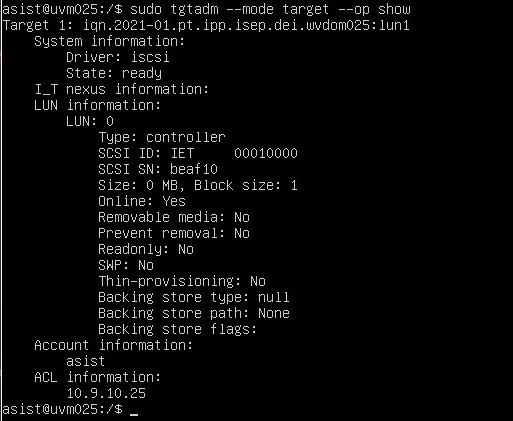 asist@uvm025:/$ sudo tgtadm --mode target --op show
Target 1: iqn.2021-01.pt.ipp.isep.dei.wvdom025:lun1
System information:
Driver: iscsi
State: ready
I_T nexus information:
LUN information:
LUN: 0
Type: controller
SCSI ID: IET     00010000
SCSI SN: beaf10
Size: 0 MB, Block size: 1
Online: Yes
Removable media: No
Prevent removal: No
Readonly: No
SWP: No
Thin-provisioning: No
Backing store type: null
Backing store path: None
Backing store flags:
Account information:
asist
ACL information:
10.9.10.25
asist@uvm025:/$ _